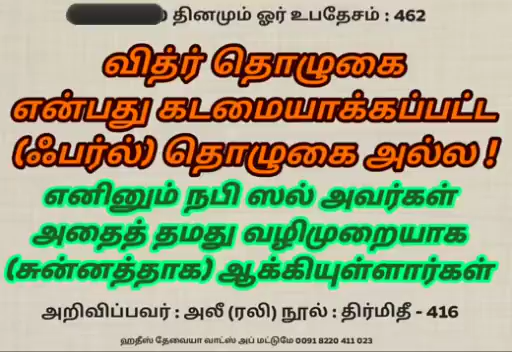 தினமும் ஓர் உபதேசம் : 462
வித்ர் தொழுகை
என்பது கடமையாக்கப்பட்ட
(ஃபர்ல்) தொழுகை அல்ல !
எனினும் நபி ஸல் அவர்கள்
அதைத் தமது வழிமுறையாக
(சுன்னத்தாக) ஆக்கியுள்ளார்கள்
அறிவிப்பவர் : அலீ (ரலி) நூல் : திர்மிதீ - 416
ஹதீஸ் தேவையா வாட்ஸ் அப் மட்டுமே 0091 8220 411 023